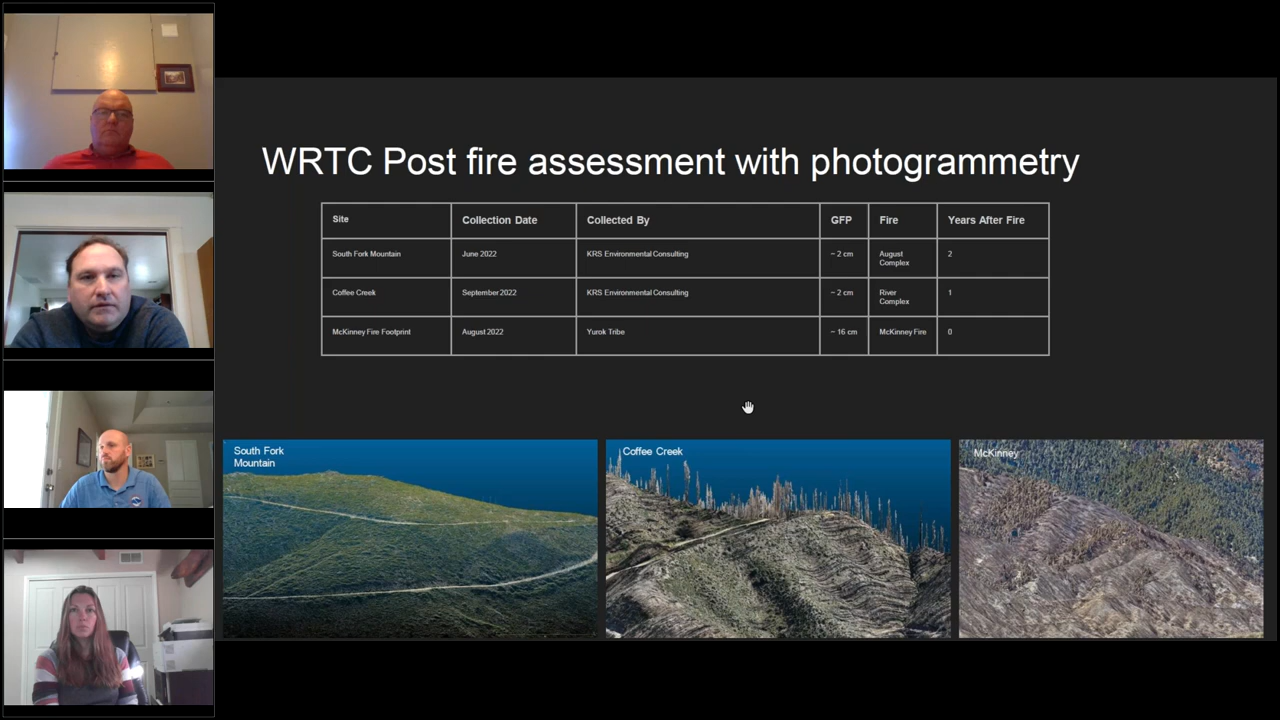 WRTC Post fire assessment with photogrammetry
Site Collection Date Collected By GFP Fire Years After Fire
South Fork Mountain June 2022 KRS Environmental Consulting ~ 2 cm August Complex 2
Coffee Creek September 2022 KRS Environmental Consulting ~ 2 cm River Complex 1
McKinney Fire Footprint August 2022 Yurok Tribe ~ 16 cm McKinney Fire 0
South Fork
Mountain
Coffee Creek
McKinney